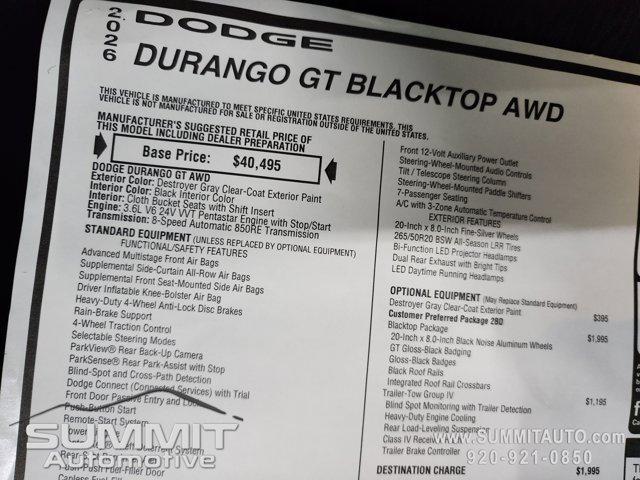 2026 DODGE
DURANGO GT BLACKTOP AWD
THIS VEHICLE IS MANUFACTURED TO MEET SPECIFIC UNITED STATES REQUIREMENTS. THIS
VEHICLE IS NOT MANUFACTURED FOR SALE OR REGISTRATION OUTSIDE OF THE UNITED STATES.
MANUFACTURER'S SUGGESTED RETAIL PRICE OF
THIS MODEL INCLUDING DEALER PREPARATION
Base Price: $40,495
DODGE DURANGO GT AWD
Exterior Color: Destroyer Gray Clear-Coat Exterior Paint
Interior Color: Black Interior Color
Interior: Cloth Bucket Seats with Shift Insert
Engine: 3.6L V6 24V VVT Pentastar Engine with Stop/Start
Transmission: 8-Speed Automatic 850RE Transmission
STANDARD EQUIPMENT (UNLESS REPLACED BY OPTIONAL EQUIPMENT)
FUNCTIONAL/SAFETY FEATURES
Advanced Multistage Front Air Bags
Supplemental Side-Curtain All-Row Air Bags
Supplemental Front Seat-Mounted Side Air Bags
Driver Inflatable Knee-Bolster Air Bag
Heavy-Duty 4-Wheel Anti-Lock Disc Brakes
Rain-Brake Support
4-Wheel Traction Control
Selectable Steering Modes
ParkView® Rear Back-Up Camera
ParkSense® Rear Park-Assist with Stop
Blind-Spot and Cross-Path Detection
Dodge Connect (Connected Services) with Trial
Front Door Passive Entry and
Push-Button Start
Remote-Start System
System
Push-Push Fuel-Filler Door
Capless Fuel
Front 12-Volt Auxiliary Power Outlet
Steering-Wheel-Mounted Audio Controls
Tilt / Telescope Steering Column
Steering-Wheel-Mounted Paddle Shifters
7-Passenger Seating
A/C with 3-Zone Automatic Temperature Control
EXTERIOR FEATURES
20-Inch x 8.0-Inch Fine-Silver Wheels
265/50R20 BSW All-Season LRR Tires
Bi-Function LED Projector Headlamps
Dual Rear Exhaust with Bright Tips
LED Daytime Running Headlamps
OPTIONAL EQUIPMENT (May Replace Standard Equipment)
Destroyer Gray Clear-Coat Exterior Paint $395
Customer Preferred Package 2BD
Blacktop Package $1,995
20-Inch x 8.0-Inch Black Noise Aluminum Wheels
GT Gloss-Black Badging
Gloss-Black Badges
Black Roof Rails
Integrated Roof Rail Crossbars
Trailer-Tow Group IV $1,195
Blind Spot Monitoring with Trailer Detection
Heavy-Duty Engine Cooling
Rear Load-Leveling Suspension
Class IV Receiver
Trailer Brake Controller
DESTINATION CHARGE $1,995
SUMMIT
Automotive
WWW.SUMMITAUTO.COM
920-921-0850